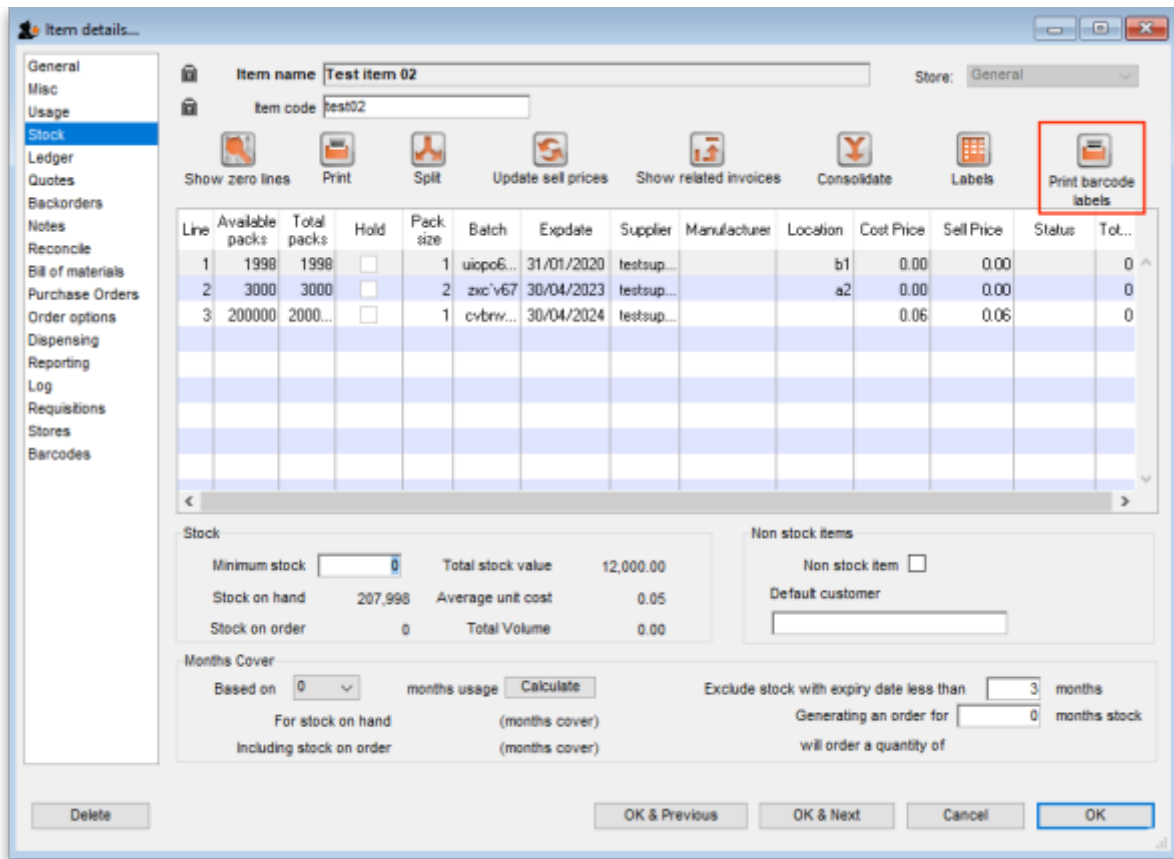 Item details...
General
Misc
Usage
Stock
Ledger
Quotes
Backorders
Notes
Reconcile
Bill of materials
Purchase Orders
Order options
Dispensing
Reporting
Log
Requisitions
Stores
Barcodes
Item name Test item 02 Store: General
Item code test02
Show zero lines Print Split Update sell prices Show related invoices Consolidate Labels Print barcode labels
Line Available packs Total packs Hold Pack size Batch Expdate Supplier Manufacturer Location Cost Price Sell Price Status Tot...
1 1998 1998 1 uiopo6... 31/01/2020 testsup... b1 0.00 0.00 0
2 3000 3000 2 zxc`v67 30/04/2023 testsup... a2 0.00 0.00 0
3 200000 2000... 1 cvbnv... 30/04/2024 testsup... 0.06 0.06 0
Stock Non stock items
Minimum stock 0 Total stock value 12,000.00 Non stock item
Stock on hand 207,998 Average unit cost 0.05 Default customer
Stock on order 0 Total Volume 0.00
Months Cover
Based on 0 months usage Calculate Exclude stock with expiry date less than 3 months
For stock on hand (months cover) Generating an order for 0 months stock
Including stock on order (months cover) will order a quantity of
Delete OK & Previous OK & Next Cancel OK